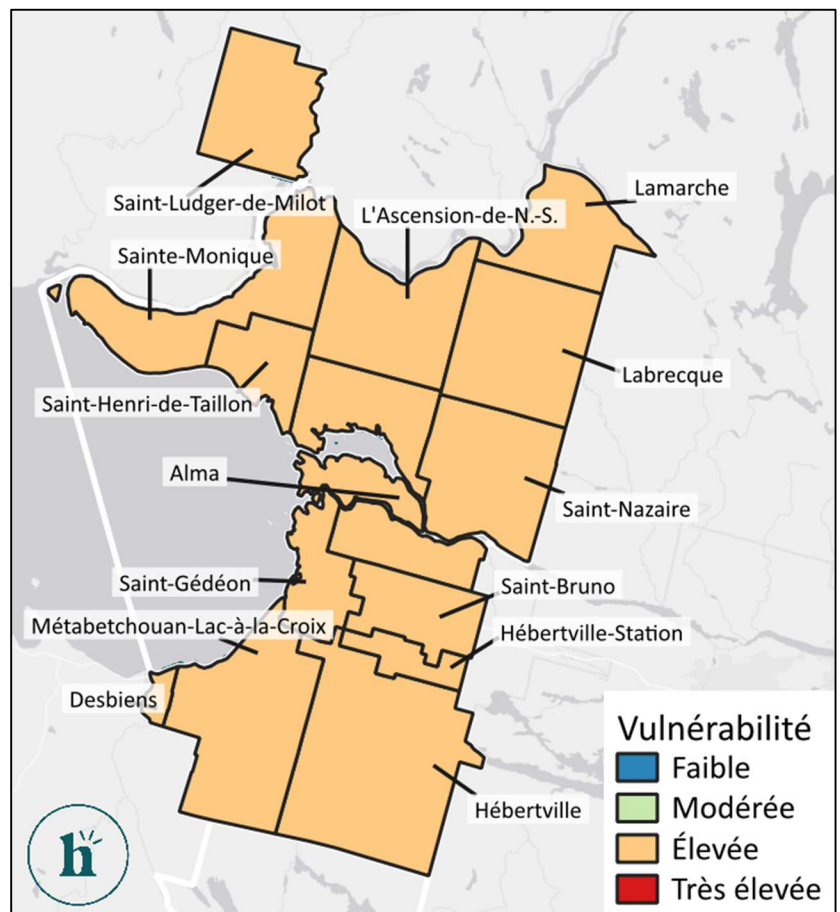 Saint-Ludger-de-Milot
Lamarche
L'Ascension-de-N.-S.
Sainte-Monique
Labrecque
Saint-Henri-de-Taillon
Alma
Saint-Nazaire
Saint-Gédéon
Saint-Bruno
Métabetchouan-Lac-à-la-Croix
Hébertville-Station
Desbiens
Hébertville
Vulnérabilité
Faible
Modérée
Élevée
Très élevée
h